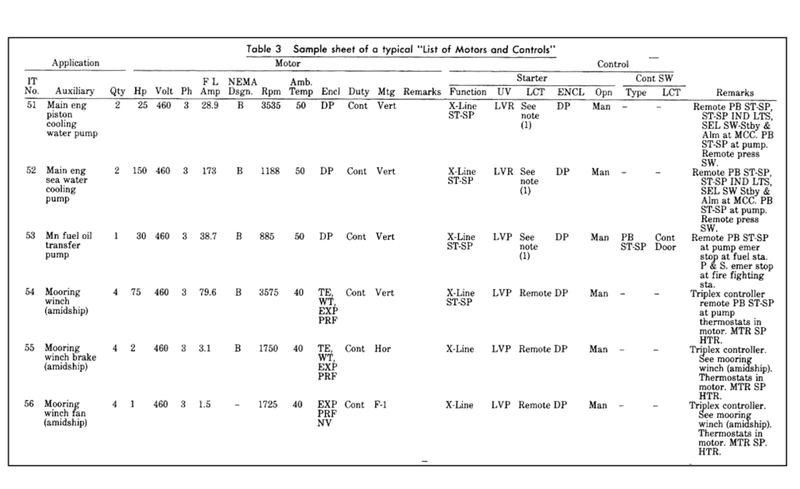 Table 3 Sample sheet of a typical "List of Motors and Controls"
Application Motor Control
Starter Cont SW
IT F L NEMA Amb.
No. Auxiliary Qty Hp Volt Ph Amp Dsgn. Rpm Temp Encl Duty Mtg Remarks Function UV LCT ENCL Opn Type LCT Remarks
51 Main eng 2 25 460 3 28.9 B 3535 50 DP Cont Vert X-Line LVR See DP Man – – Remote PB ST-SP,
piston ST-SP note ST-SP IND LTS,
cooling (1) SEL SW-Stby &
water pump Alm at MCC. PB
ST-SP at pump.
Remote press
SW.
52 Main eng 2 150 460 3 173 B 1188 50 DP Cont Vert X-Line LVR See DP Man – – Remote PB ST-SP,
sea water ST-SP note ST-SP IND LTS,
cooling (1) SEL SW Stby &
pump Alm at MCC. PB
ST-SP at pump.
Remote press
SW.
53 Mn fuel oil 1 30 460 3 38.7 B 885 50 DP Cont Vert X-Line LVP See DP Man PB Cont Remote PB ST-SP
transfer ST-SP note ST-SP Door at pump emer
pump (1) stop at fuel sta.
P & S. emer stop
at fire fighting
sta.
54 Mooring 4 75 460 3 79.6 B 3575 40 TE, Cont Vert X-Line LVP Remote DP Man – – Triplex controller
winch WT, ST-SP remote PB ST-SP
(amidship) EXP at pump
PRF thermostats in
motor. MTR SP
HTR.
55 Mooring 4 2 460 3 3.1 B 1750 40 TE, Cont Hor X-Line LVP Remote DP Man – – Triplex controller.
winch brake WT, See mooring
(amidship) EXP winch (amidship).
PRF Thermostats in
motor. MTR SP
HTR.
56 Mooring 4 1 460 3 1.5 – 1725 40 EXP Cont F-1 X-Line LVP Remote DP Man – – Triplex controller.
winch fan PRF See mooring
(amidship) NV winch (amidship).
Thermostats in
motor. MTR SP.
HTR.